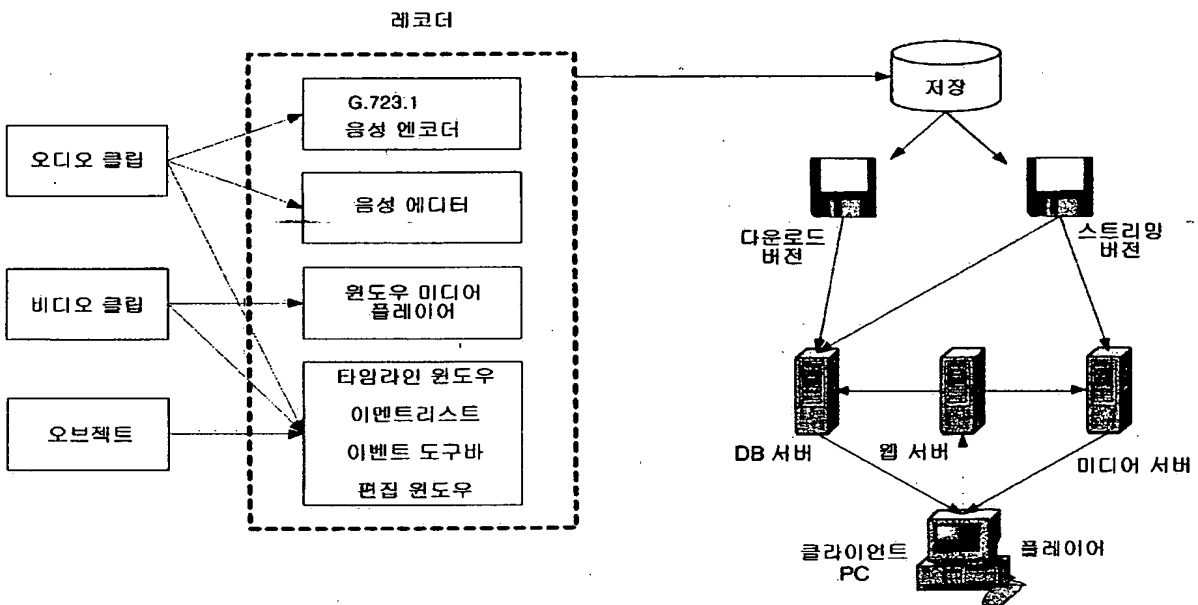 레코더
G.723.1
음성 엔코더
오디오 클립
음성 에디터
비디오 클립
윈도우 미디어
플레이어
오브젝트
타임라인 윈도우
이멘트리스트
이벤트 도구바
편집 윈도우
저장
다운로드
버전
스트리밍
버전
DB 서버
웹 서버
미디어 서버
클라이언트
PC
플레이어